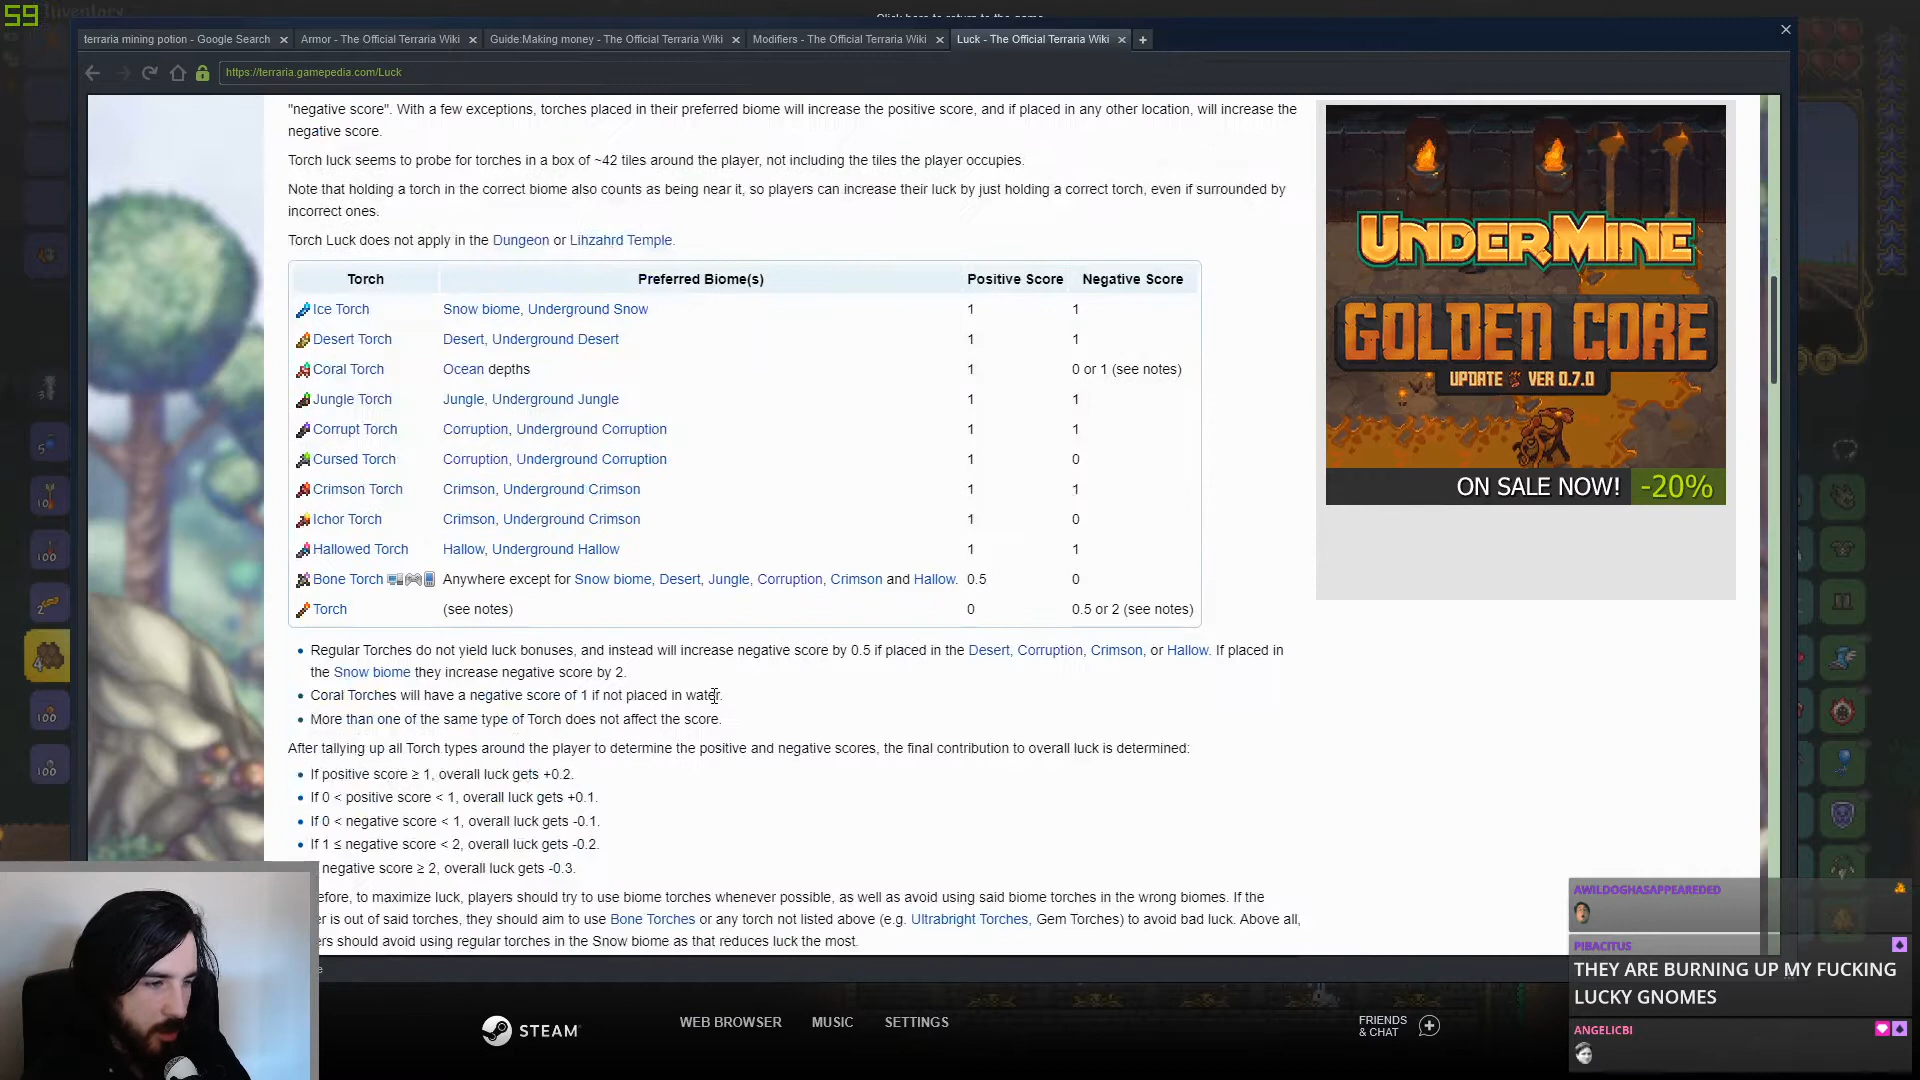 59
Inventory
Click here to return to the game
terraria mining potion - Google Search
Armor - The Official Terraria Wiki
Guide:Making money - The Official Terraria Wiki
Modifiers - The Official Terraria Wiki
Luck - The Official Terraria Wiki
https://terraria.gamepedia.com/Luck
"negative score". With a few exceptions, torches placed in their preferred biome will increase the positive score, and if placed in any other location, will increase the
negative score.
Torch luck seems to probe for torches in a box of ~42 tiles around the player, not including the tiles the player occupies.
Note that holding a torch in the correct biome also counts as being near it, so players can increase their luck by just holding a correct torch, even if surrounded by
incorrect ones.
Torch Luck does not apply in the Dungeon or Lihzahrd Temple.
Torch Preferred Biome(s) Positive Score Negative Score
Ice Torch Snow biome, Underground Snow 1 1
Desert Torch Desert, Underground Desert 1 1
Coral Torch Ocean depths 1 0 or 1 (see notes)
Jungle Torch Jungle, Underground Jungle 1 1
Corrupt Torch Corruption, Underground Corruption 1 1
Cursed Torch Corruption, Underground Corruption 1 0
Crimson Torch Crimson, Underground Crimson 1 1
Ichor Torch Crimson, Underground Crimson 1 0
Hallowed Torch Hallow, Underground Hallow 1 1
Bone Torch Anywhere except for Snow biome, Desert, Jungle, Corruption, Crimson and Hallow. 0.5 0
Torch (see notes) 0 0.5 or 2 (see notes)
Regular Torches do not yield luck bonuses, and instead will increase negative score by 0.5 if placed in the Desert, Corruption, Crimson, or Hallow. If placed in
the Snow biome they increase negative score by 2.
Coral Torches will have a negative score of 1 if not placed in water.
More than one of the same type of Torch does not affect the score.
After tallying up all Torch types around the player to determine the positive and negative scores, the final contribution to overall luck is determined:
If positive score ≥ 1, overall luck gets +0.2.
If 0 < positive score < 1, overall luck gets +0.1.
If 0 < negative score < 1, overall luck gets -0.1.
If 1 ≤ negative score < 2, overall luck gets -0.2.
negative score ≥ 2, overall luck gets -0.3.
efore, to maximize luck, players should try to use biome torches whenever possible, as well as avoid using said biome torches in the wrong biomes. If the
er is out of said torches, they should aim to use Bone Torches or any torch not listed above (e.g. Ultrabright Torches, Gem Torches) to avoid bad luck. Above all,
ers should avoid using regular torches in the Snow biome as that reduces luck the most.
UNDERMINE
GOLDEN CORE
UPDATE VER 0.7.0
ON SALE NOW! -20%
5
10
100
2
4
100
100
AWILDOGHASAPPEAREDED
PIBACITUS
THEY ARE BURNING UP MY FUCKING
LUCKY GNOMES
ANGELICBI
STEAM
WEB BROWSER
MUSIC
SETTINGS
FRIENDS
& CHAT